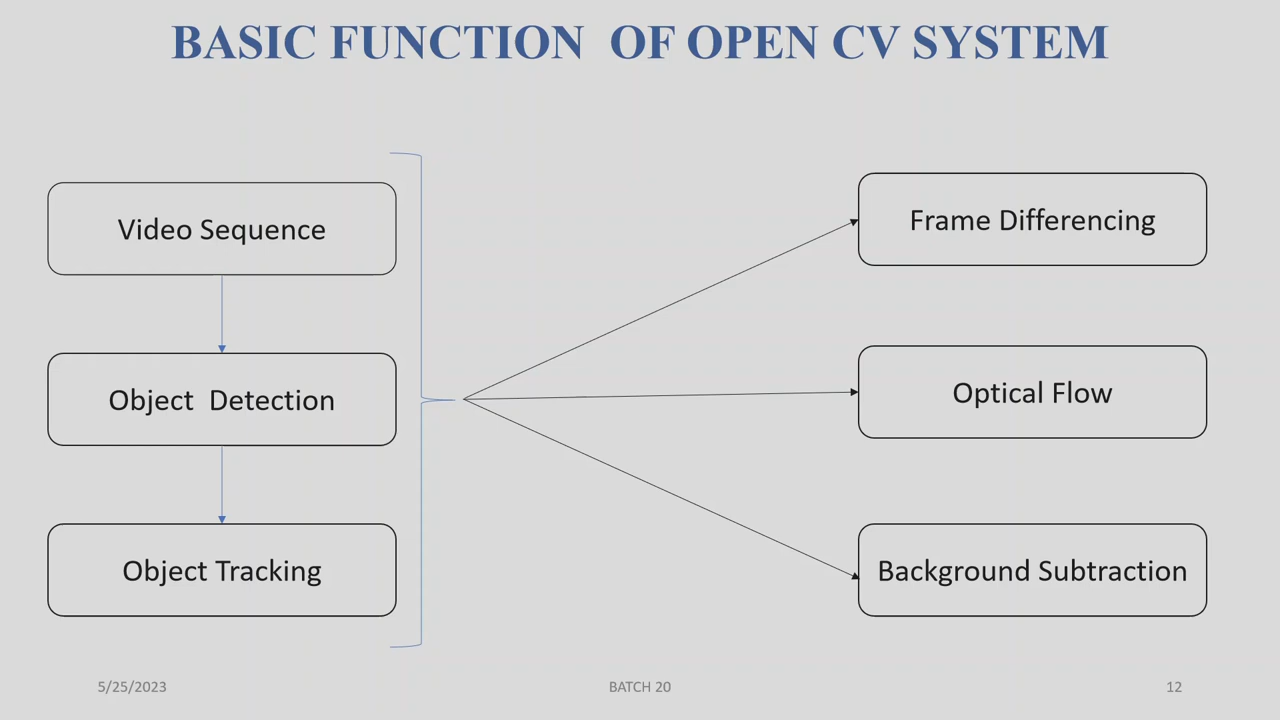 BASIC FUNCTION  OF OPEN CV SYSTEM
Video Sequence
Object  Detection
Object Tracking
Frame Differencing
Optical Flow
Background Subtraction
5/25/2023
BATCH 20
12